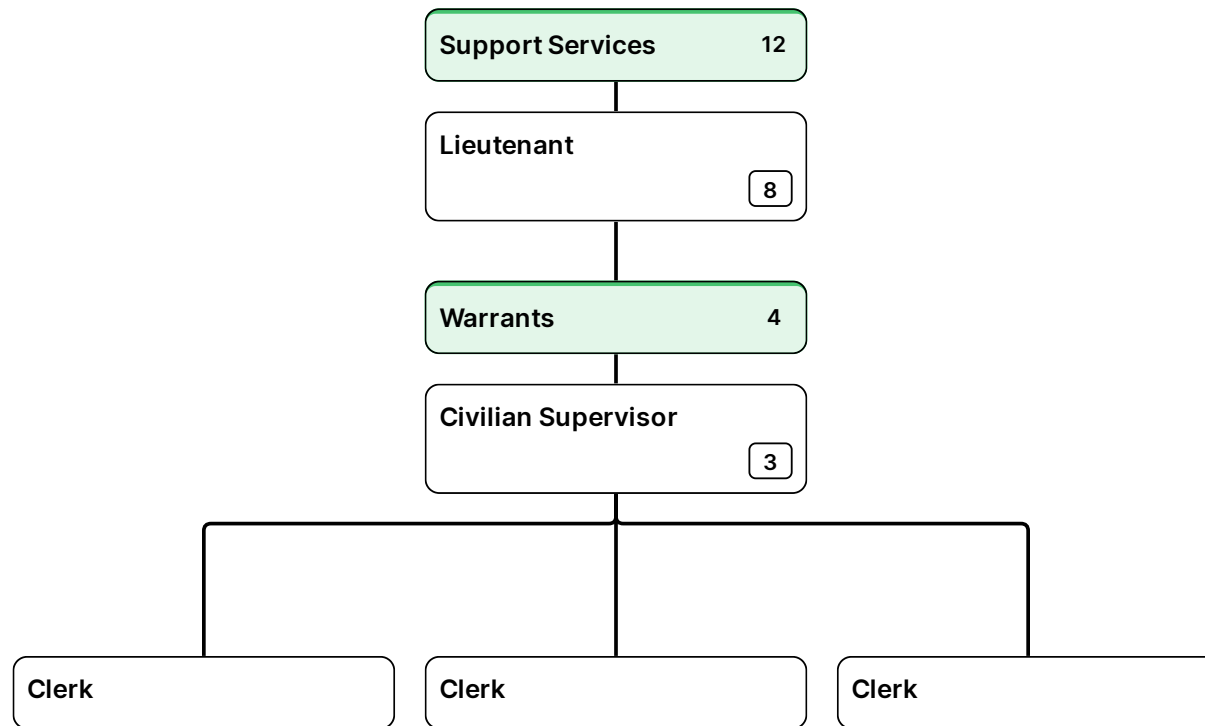 Support Services 12
Lieutenant
8
Warrants 4
Civilian Supervisor
3
Clerk Clerk Clerk